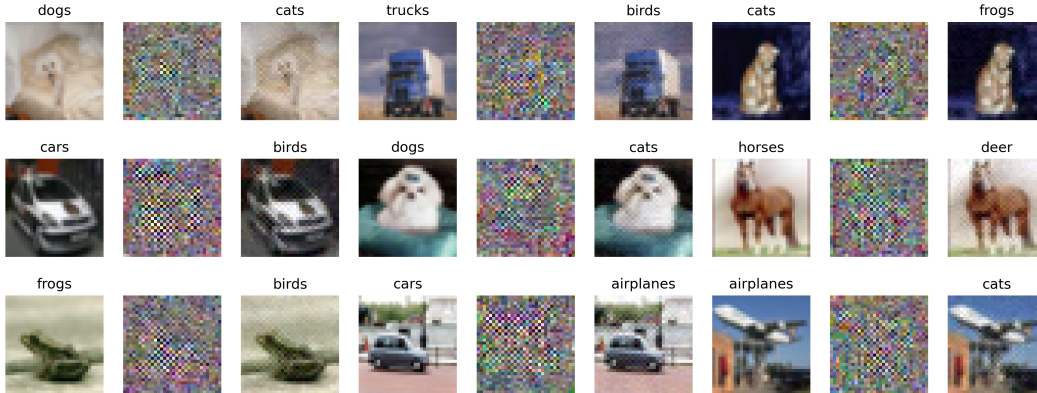 dogs cats trucks birds cats frogs
cars birds dogs cats horses deer
frogs birds cars airplanes airplanes cats